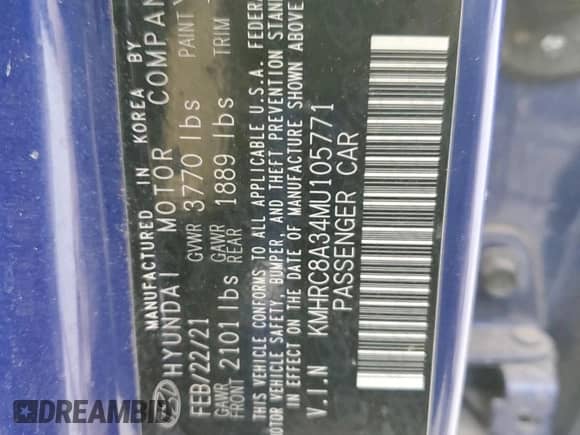 MANUFACTURED IN KOREA BY
HYUNDAI MOTOR COMPAN
FEB/22/21 GVWR 3770 lbs PAINT
GAWR FRONT 2101 lbs GAWR REAR 1889 lbs TRIM
THIS VEHICLE CONFORMS TO ALL APPLICABLE U.S.A. FEDERA
MOTOR VEHICLE SAFETY, BUMPER, AND THEFT PREVENTION STAN
IN EFFECT ON THE DATE OF MANUFACTURE SHOWN ABOVE
V.I.N KMHRC8A34MU105771
PASSENGER CAR
DREAMBID